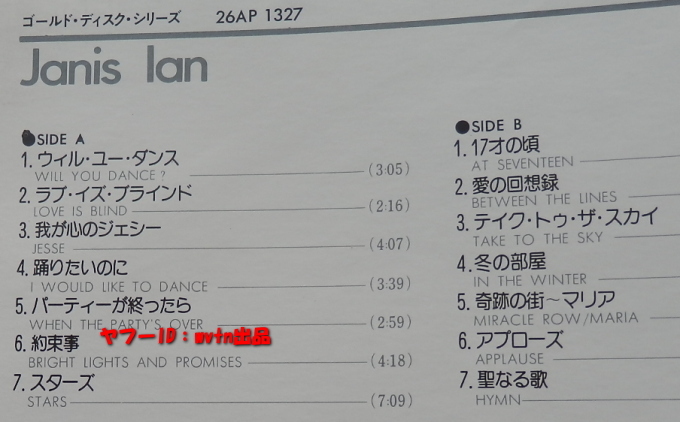 ゴールド・ディスク・シリーズ 26AP 1327
Janis Ian
●SIDE A
1. ウィル・ユー・ダンス
WILL YOU DANCE? (3:05)
2. ラブ・イズ・ブラインド
LOVE IS BLIND (2:16)
3. 我が心のジェシー
JESSE (4:07)
4. 踊りたいのに
I WOULD LIKE TO DANCE (3:39)
5. パーティーが終ったら
WHEN THE PARTY'S OVER (2:59)
6. 約束事
BRIGHT LIGHTS AND PROMISES (4:18)
7. スターズ
STARS (7:09)
ヤフーID:mvtn出品
●SIDE B
1. 17才の頃
AT SEVENTEEN
2. 愛の回想録
BETWEEN THE LINES
3. テイク・トゥ・ザ・スカイ
TAKE TO THE SKY
4. 冬の部屋
IN THE WINTER
5. 奇跡の街〜マリア
MIRACLE ROW/MARIA
6. アプローズ
APPLAUSE
7. 聖なる歌
HYMN